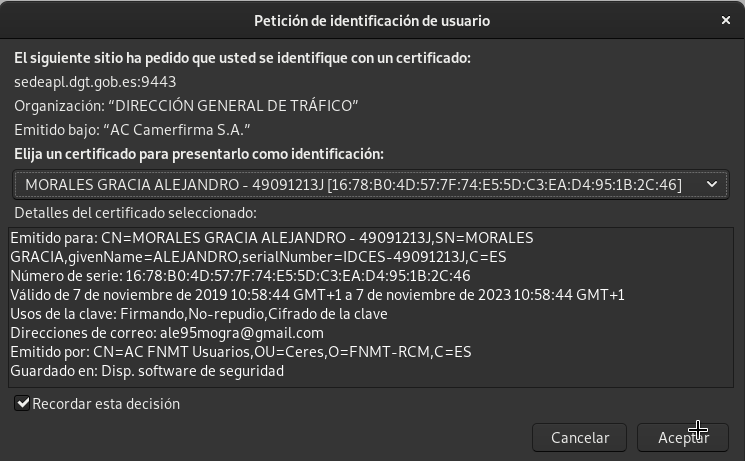 Petición de identificación de usuario
El siguiente sitio ha pedido que usted se identifique con un certificado:
sedeapl.dgt.gob.es:9443
Organización: “DIRECCIÓN GENERAL DE TRÁFICO”
Emitido bajo: “AC Camerfirma S.A.”
Elija un certificado para presentarlo como identificación:
MORALES GRACIA ALEJANDRO - 49091213J [16:78:B0:4D:57:7F:74:E5:5D:C3:EA:D4:95:1B:2C:46]
Detalles del certificado seleccionado:
Emitido para: CN=MORALES GRACIA ALEJANDRO - 49091213J,SN=MORALES
GRACIA,givenName=ALEJANDRO,serialNumber=IDCES-49091213J,C=ES
Número de serie: 16:78:B0:4D:57:7F:74:E5:5D:C3:EA:D4:95:1B:2C:46
Válido de 7 de noviembre de 2019 10:58:44 GMT+1 a 7 de noviembre de 2023 10:58:44 GMT+1
Usos de la clave: Firmando,No-repudio,Cifrado de la clave
Direcciones de correo: ale95mogra@gmail.com
Emitido por: CN=AC FNMT Usuarios,OU=Ceres,O=FNMT-RCM,C=ES
Guardado en: Disp. software de seguridad
Recordar esta decisión
Cancelar
Aceptar